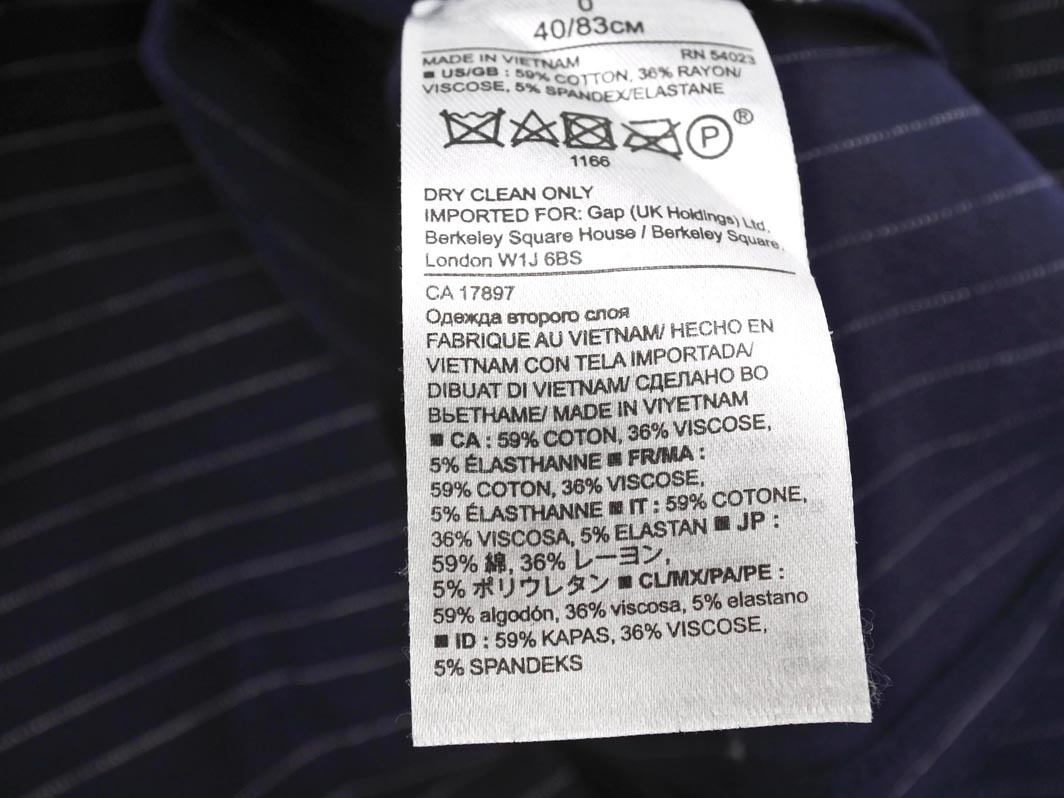 0
40/83CM
MADE IN VIETNAM RN 54023
■ US/GB : 59% COTTON, 36% RAYON/
VISCOSE, 5% SPANDEX/ELASTANE
P ®
1166
DRY CLEAN ONLY
IMPORTED FOR: Gap (UK Holdings) Ltd.
Berkeley Square House / Berkeley Square,
London W1J 6BS
CA 17897
Одежда второго слоя
FABRIQUE AU VIETNAM/ HECHO EN
VIETNAM CON TELA IMPORTADA/
DIBUAT DI VIETNAM/ СДЕЛАНО ВО
ВЬЕТНАМЕ/ MADE IN VIYETNAM
■ CA : 59% COTON, 36% VISCOSE,
5% ÉLASTHANNE ■ FR/MA :
59% COTON, 36% VISCOSE,
5% ÉLASTHANNE ■ IT : 59% COTONE,
36% VISCOSA, 5% ELASTAN ■ JP :
59% 綿, 36% レーヨン,
5% ポリウレタン ■ CL/MX/PA/PE :
59% algodón, 36% viscosa, 5% elastano
■ ID : 59% KAPAS, 36% VISCOSE,
5% SPANDEKS